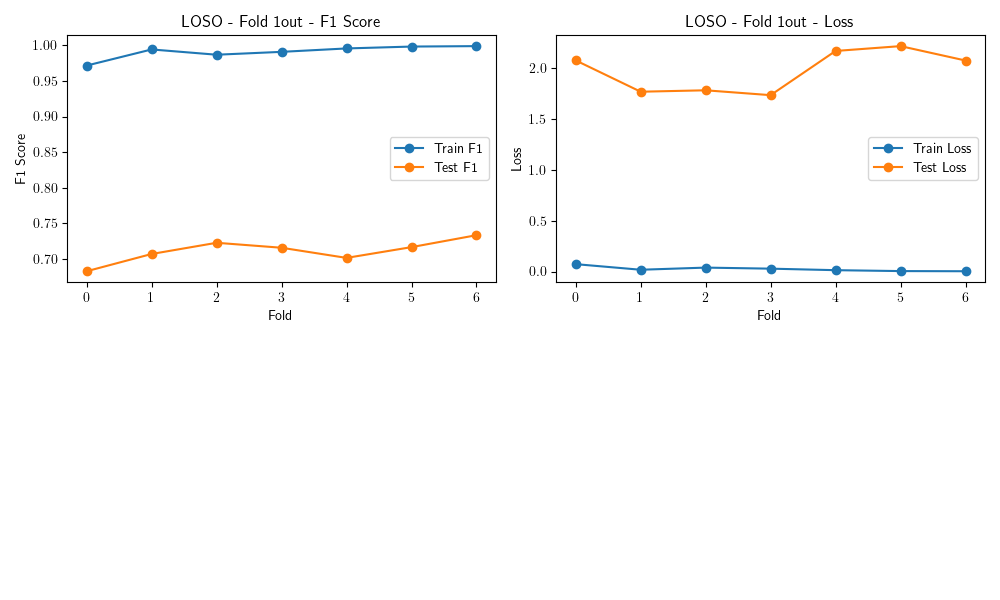 LOSO - Fold 1out - F1 Score
1.00
0.95
0.90
0.85
0.80
0.75
0.70
F1 Score
Train F1
Test F1
0 1 2 3 4 5 6
Fold
LOSO - Fold 1out - Loss
2.0
1.5
1.0
0.5
0.0
Loss
Train Loss
Test Loss
0 1 2 3 4 5 6
Fold